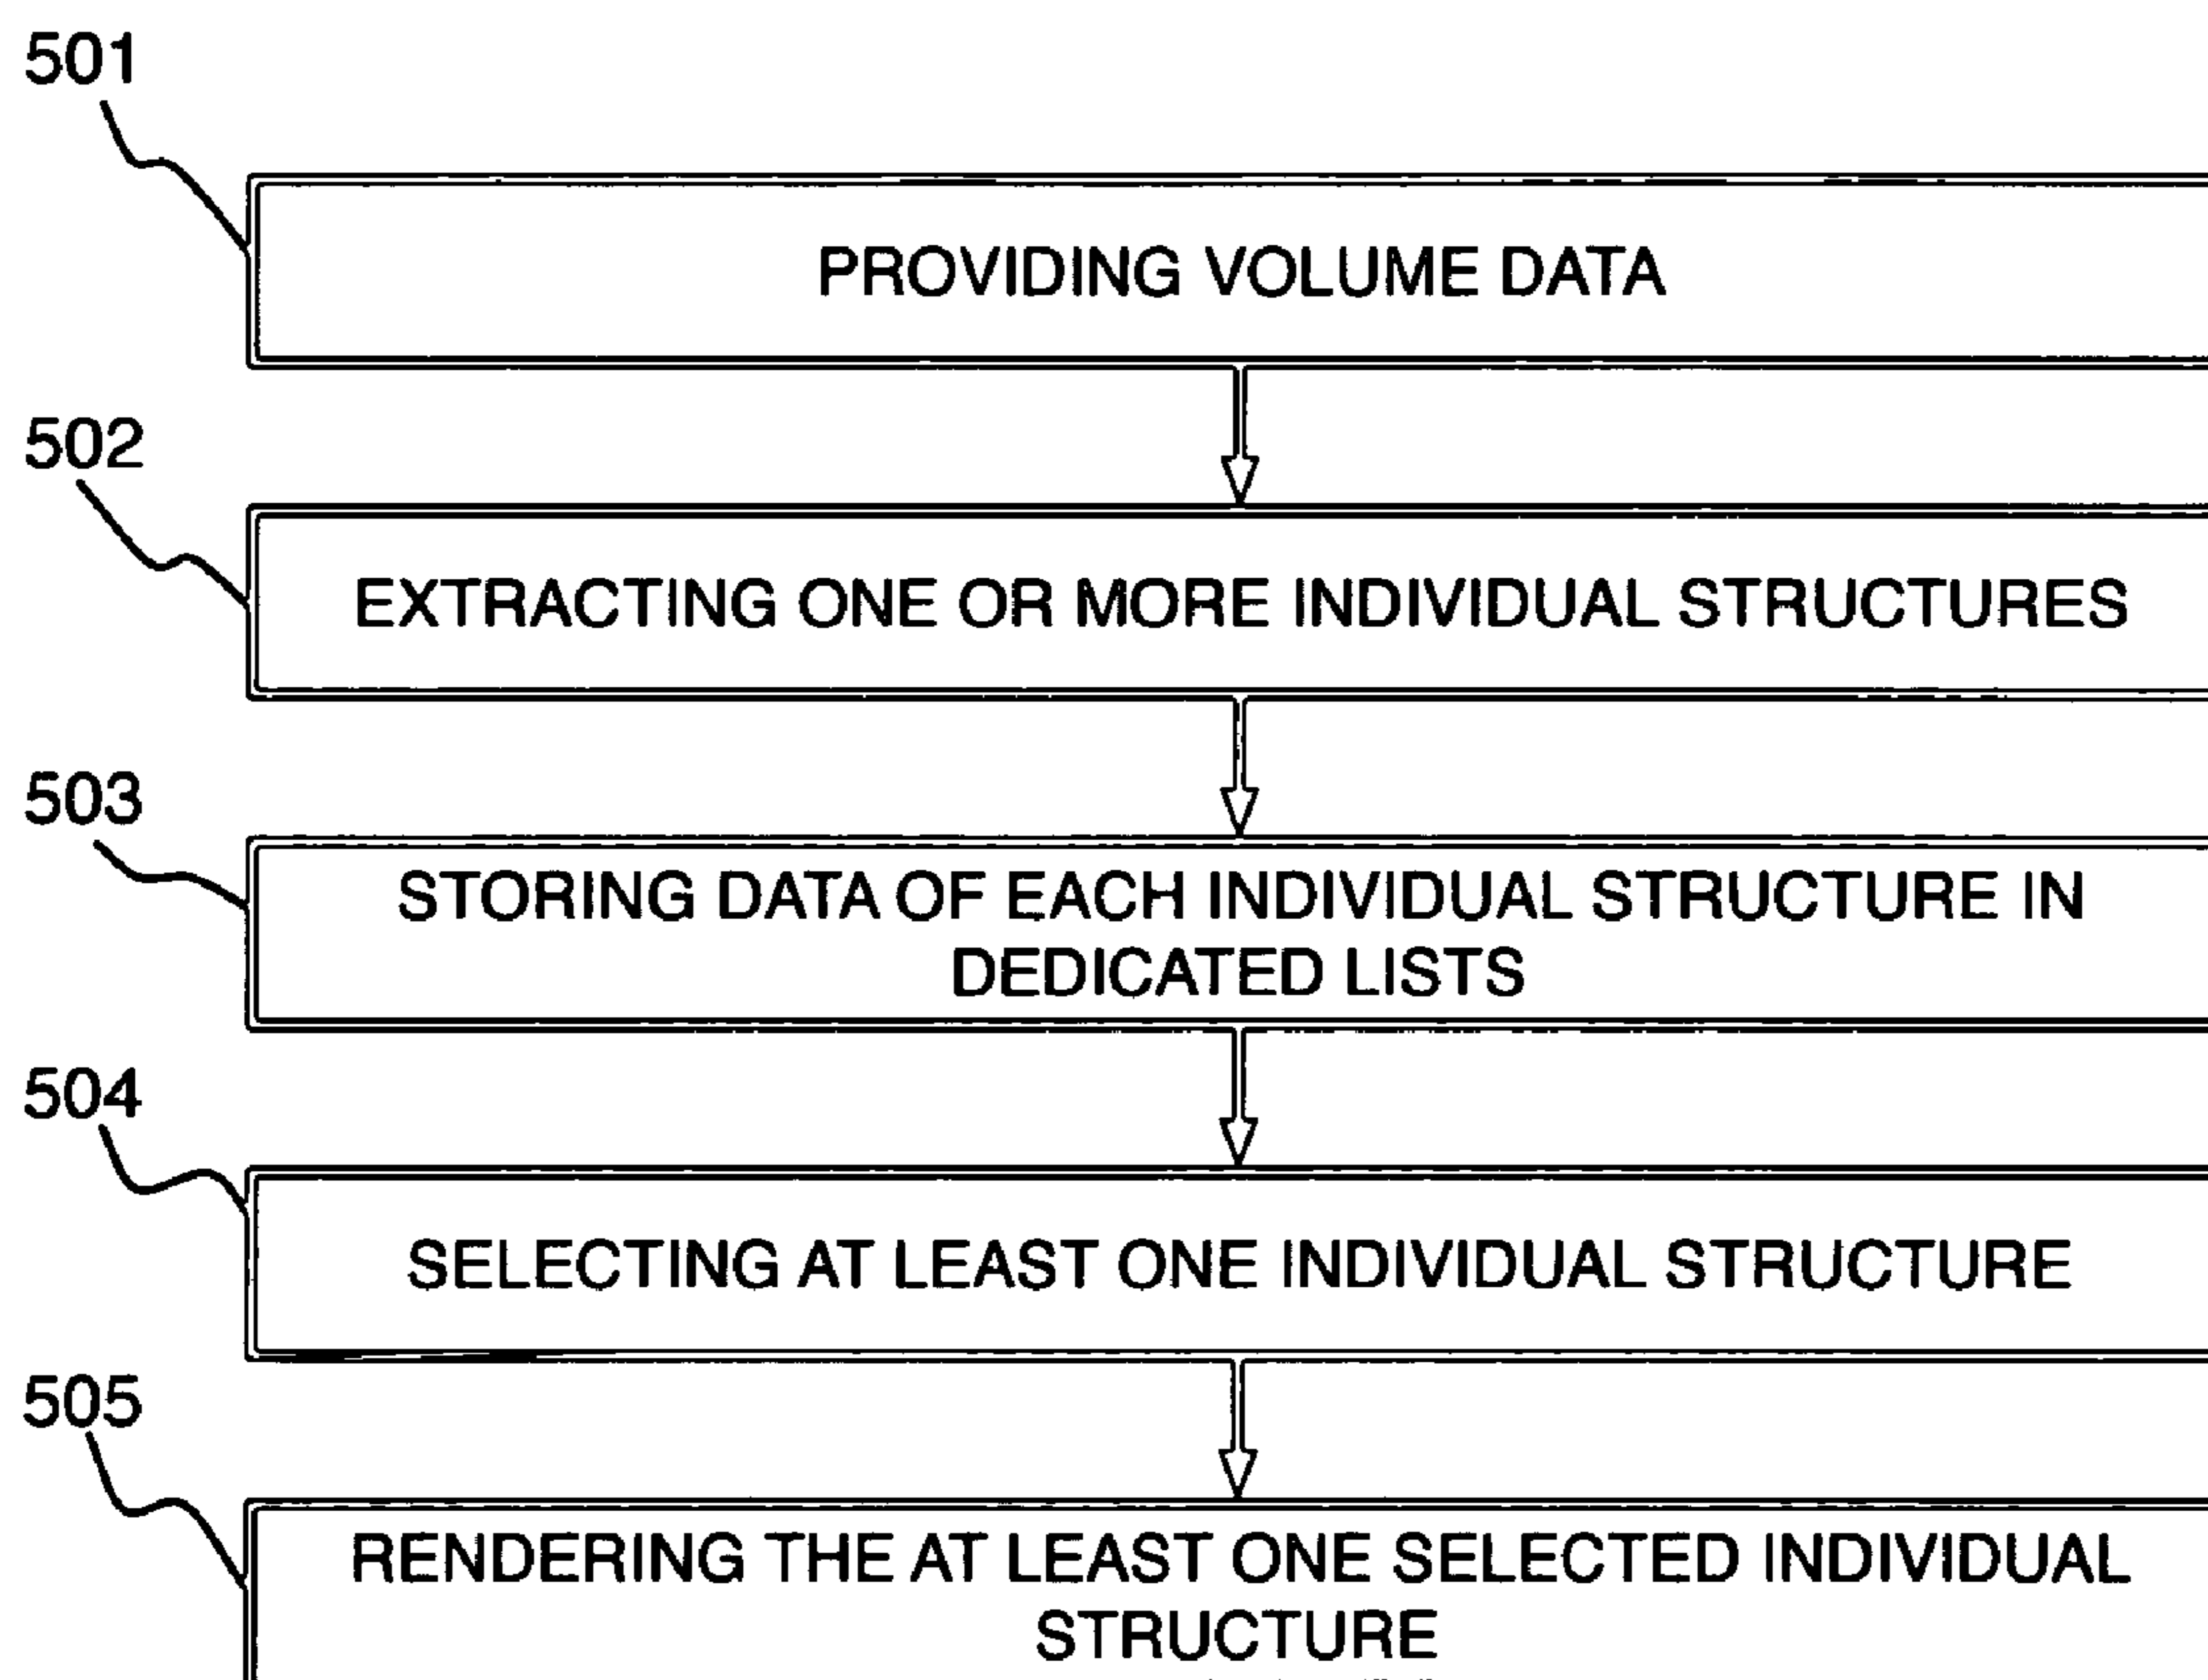 501
PROVIDING VOLUME DATA
502
EXTRACTING ONE OR MORE INDIVIDUAL STRUCTURES
503
STORING DATA OF EACH INDIVIDUAL STRUCTURE IN
DEDICATED LISTS
504
SELECTING AT LEAST ONE INDIVIDUAL STRUCTURE
505
RENDERING THE AT LEAST ONE SELECTED INDIVIDUAL
STRUCTURE